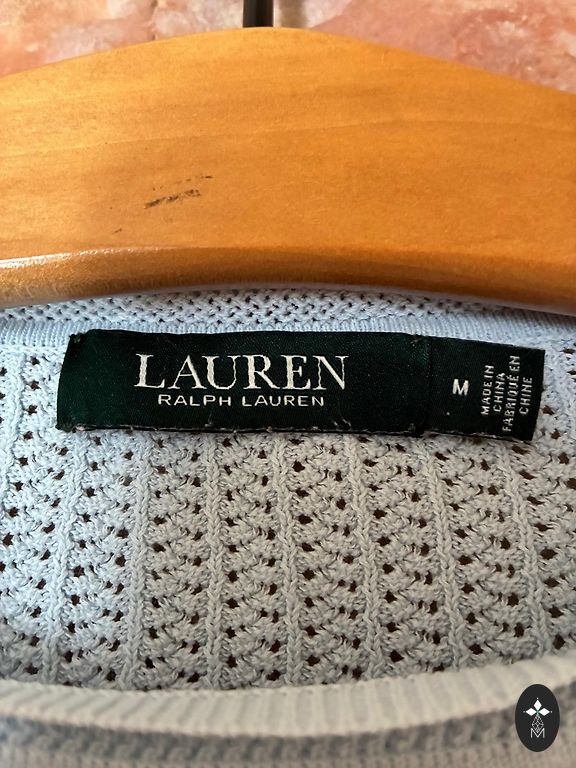 LAUREN
RALPH LAUREN
M
MADE IN
CHINA
FABRIQUÉ EN
CHINE
M